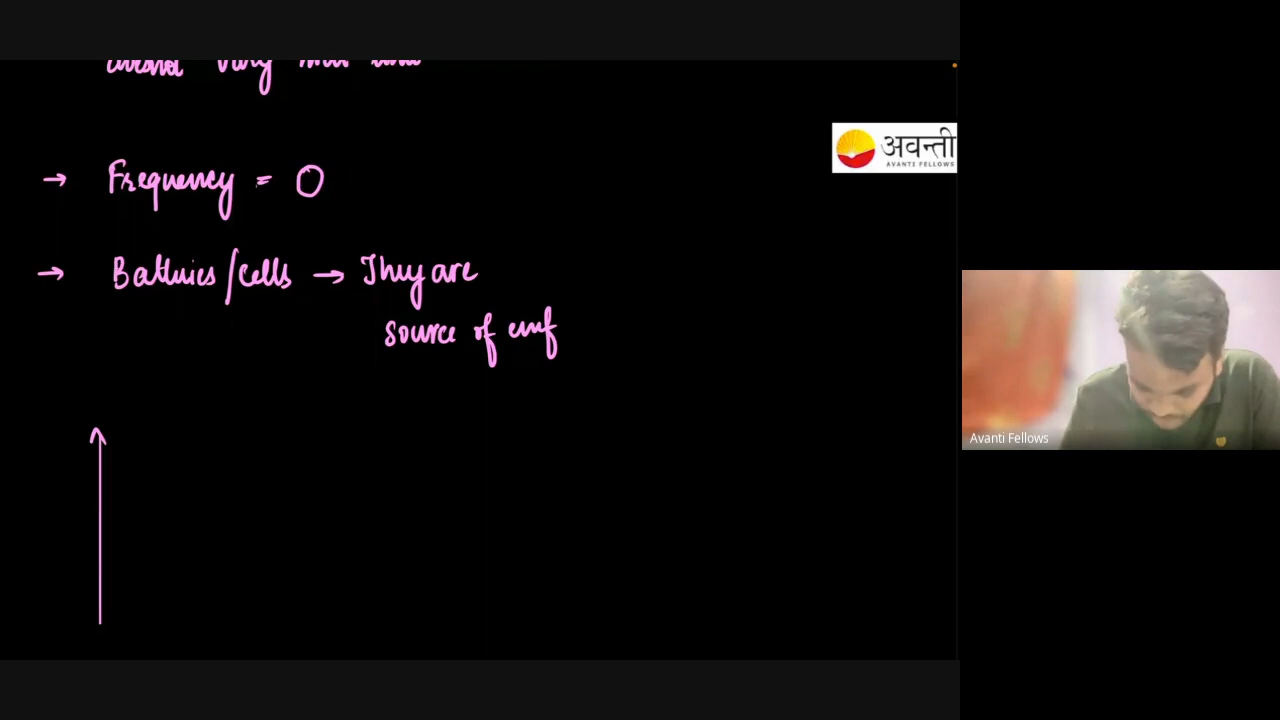 → Frequency = 0
→ Batteries/cells → They are
source of emf
अवन्ती
AVANTI FELLOWS
Avanti Fellows